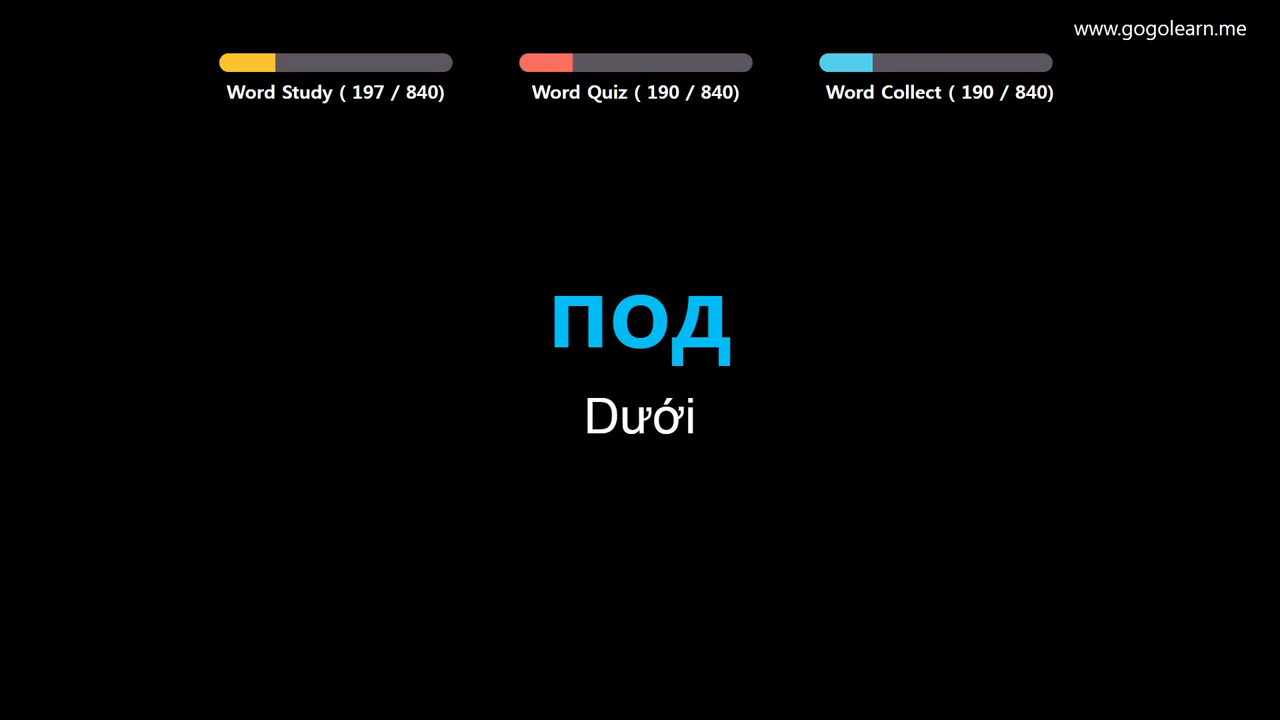 www.gogolearn.me
Word Study ( 197 / 840)
Word Quiz ( 190 / 840)
Word Collect ( 190 / 840)
под
Dưới